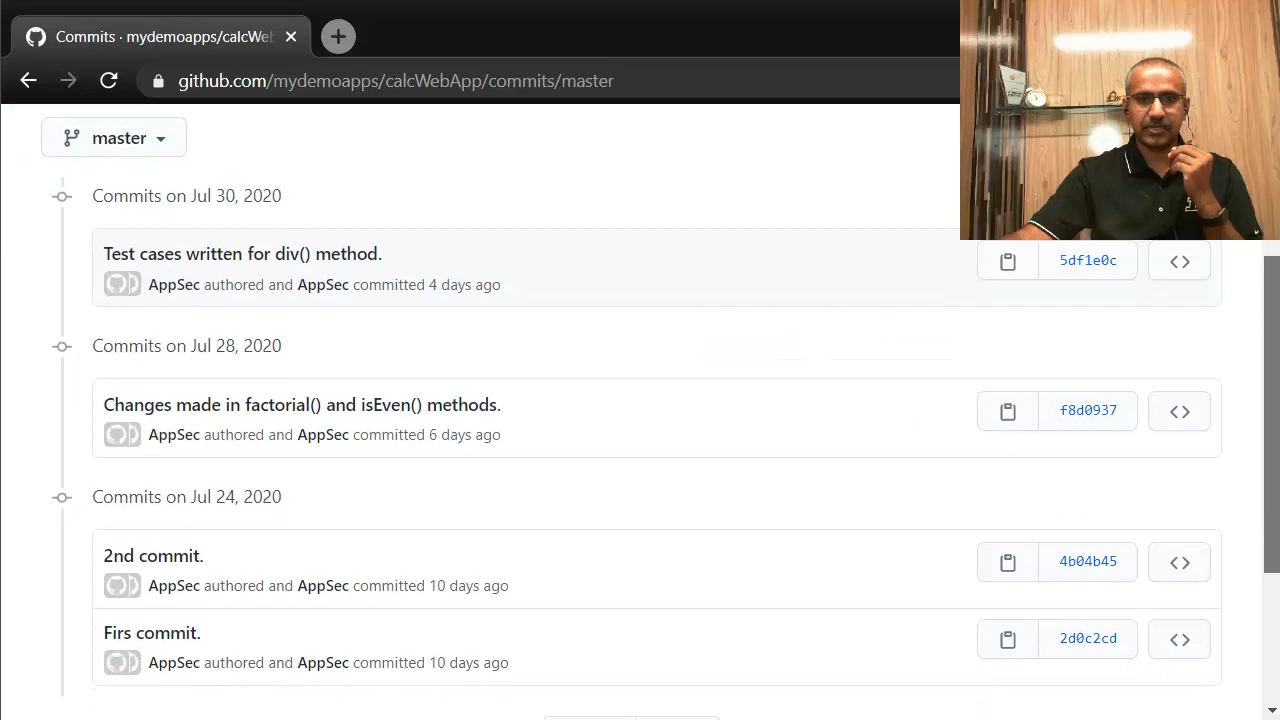 Commits · mydemoapps/calcWeb
github.com/mydemoapps/calcWebApp/commits/master
master
Commits on Jul 30, 2020
Test cases written for div() method.
AppSec authored and AppSec committed 4 days ago
5df1e0c
Commits on Jul 28, 2020
Changes made in factorial() and isEven() methods.
AppSec authored and AppSec committed 6 days ago
f8d0937
Commits on Jul 24, 2020
2nd commit.
AppSec authored and AppSec committed 10 days ago
4b04b45
Firs commit.
AppSec authored and AppSec committed 10 days ago
2d0c2cd